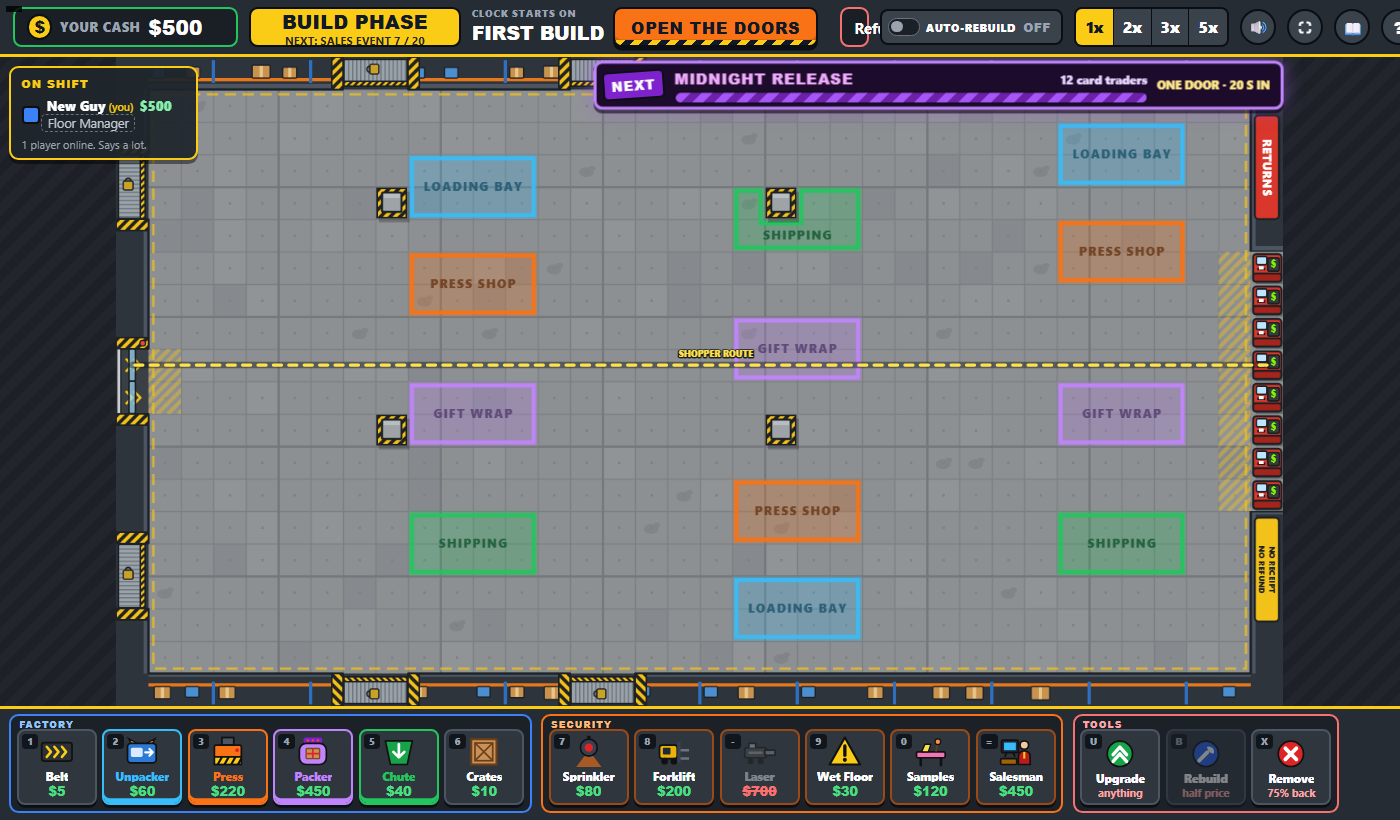 YOUR CASH $500
BUILD PHASE
NEXT: SALES EVENT 7 / 20
CLOCK STARTS ON
FIRST BUILD
OPEN THE DOORS
AUTO-REBUILD OFF
1x 2x 3x 5x
ON SHIFT
New Guy (you) $500
Floor Manager
1 player online. Says a lot.
NEXT
MIDNIGHT RELEASE
12 card traders
ONE DOOR - 20 S IN
LOADING BAY
LOADING BAY
RETURNS
SHIPPING
PRESS SHOP
PRESS SHOP
GIFT WRAP
SHOPPER ROUTE
GIFT WRAP
GIFT WRAP
PRESS SHOP
SHIPPING
SHIPPING
NO RECEIPT
NO REFUND
LOADING BAY
FACTORY
1 Belt $5
2 Unpacker $60
3 Press $220
4 Packer $450
5 Chute $40
6 Crates $10
SECURITY
7 Sprinkler $80
8 Forklift $200
- Laser $700
9 Wet Floor $30
0 Samples $120
= Salesman $450
TOOLS
U Upgrade anything
B Rebuild half price
X Remove 75% back